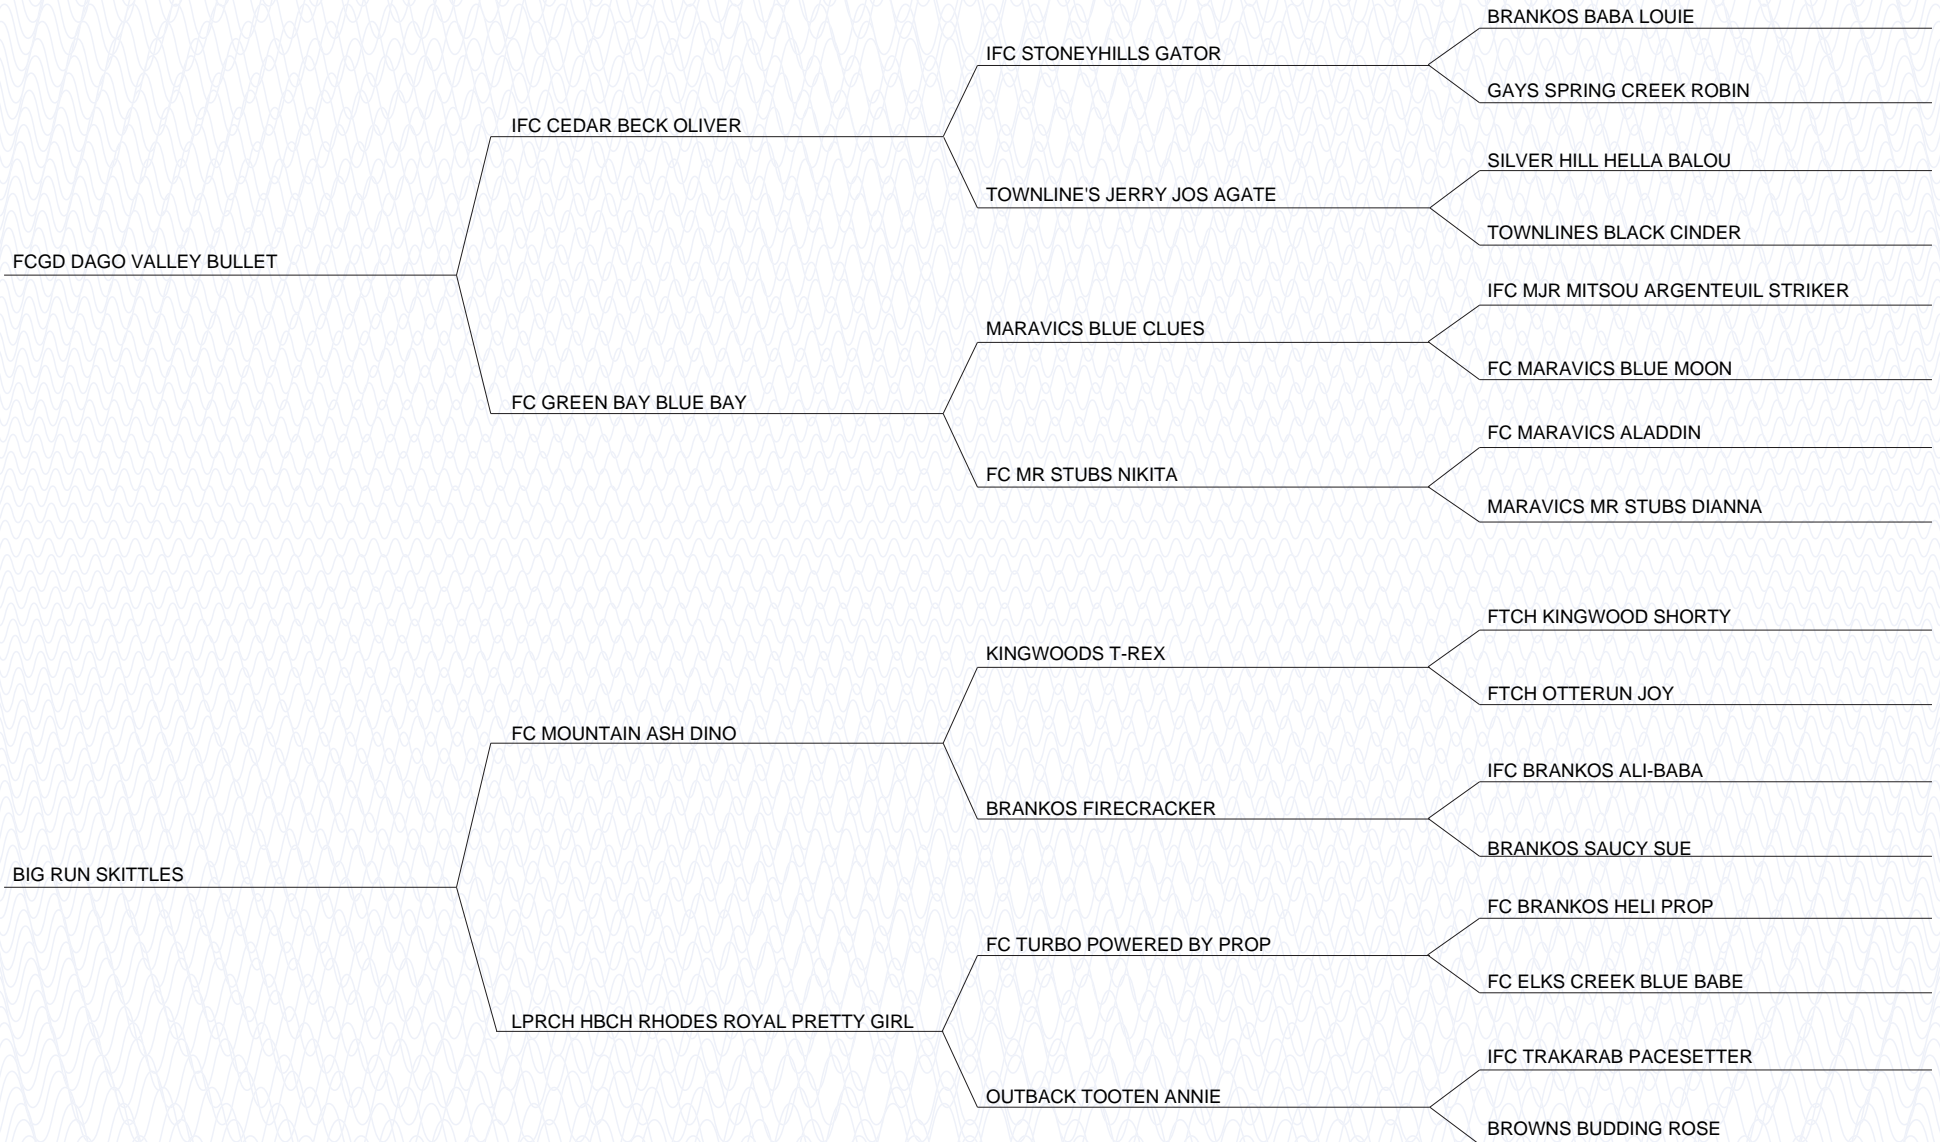 BRANKOS BABA LOUIE
IFC STONEYHILLS GATOR
GAYS SPRING CREEK ROBIN
IFC CEDAR BECK OLIVER
SILVER HILL HELLA BALOU
TOWNLINE'S JERRY JOS AGATE
TOWNLINES BLACK CINDER
FCGD DAGO VALLEY BULLET
IFC MJR MITSOU ARGENTEUIL STRIKER
MARAVICS BLUE CLUES
FC MARAVICS BLUE MOON
FC GREEN BAY BLUE BAY
FC MARAVICS ALADDIN
FC MR STUBS NIKITA
MARAVICS MR STUBS DIANNA
FTCH KINGWOOD SHORTY
KINGWOODS T-REX
FTCH OTTERUN JOY
FC MOUNTAIN ASH DINO
IFC BRANKOS ALI-BABA
BRANKOS FIRECRACKER
BRANKOS SAUCY SUE
BIG RUN SKITTLES
FC BRANKOS HELI PROP
FC TURBO POWERED BY PROP
FC ELKS CREEK BLUE BABE
LPRCH HBCH RHODES ROYAL PRETTY GIRL
IFC TRAKARAB PACESETTER
OUTBACK TOOTEN ANNIE
BROWNS BUDDING ROSE